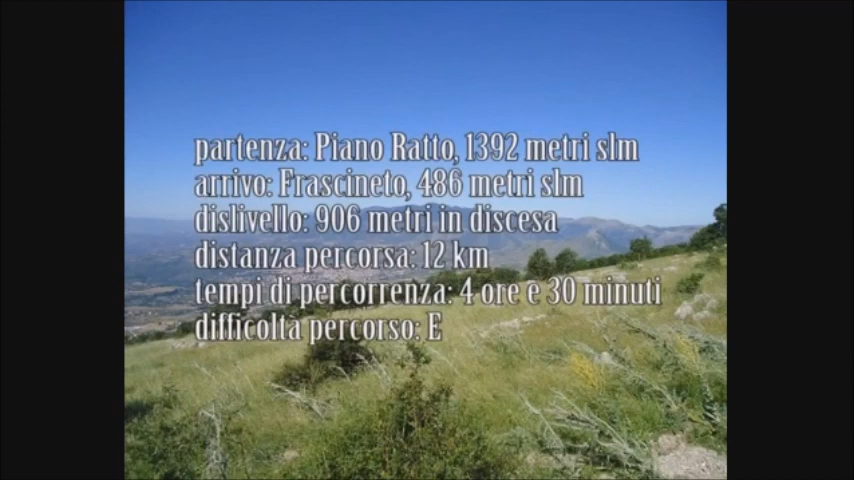 partenza: Piano Ratto, 1392 metri slm
arrivo: Frascineto, 486 metri slm
dislivello: 906 metri in discesa
distanza percorsa: 12 km
tempi di percorrenza: 4 ore e 30 minuti
difficoltà percorso: E